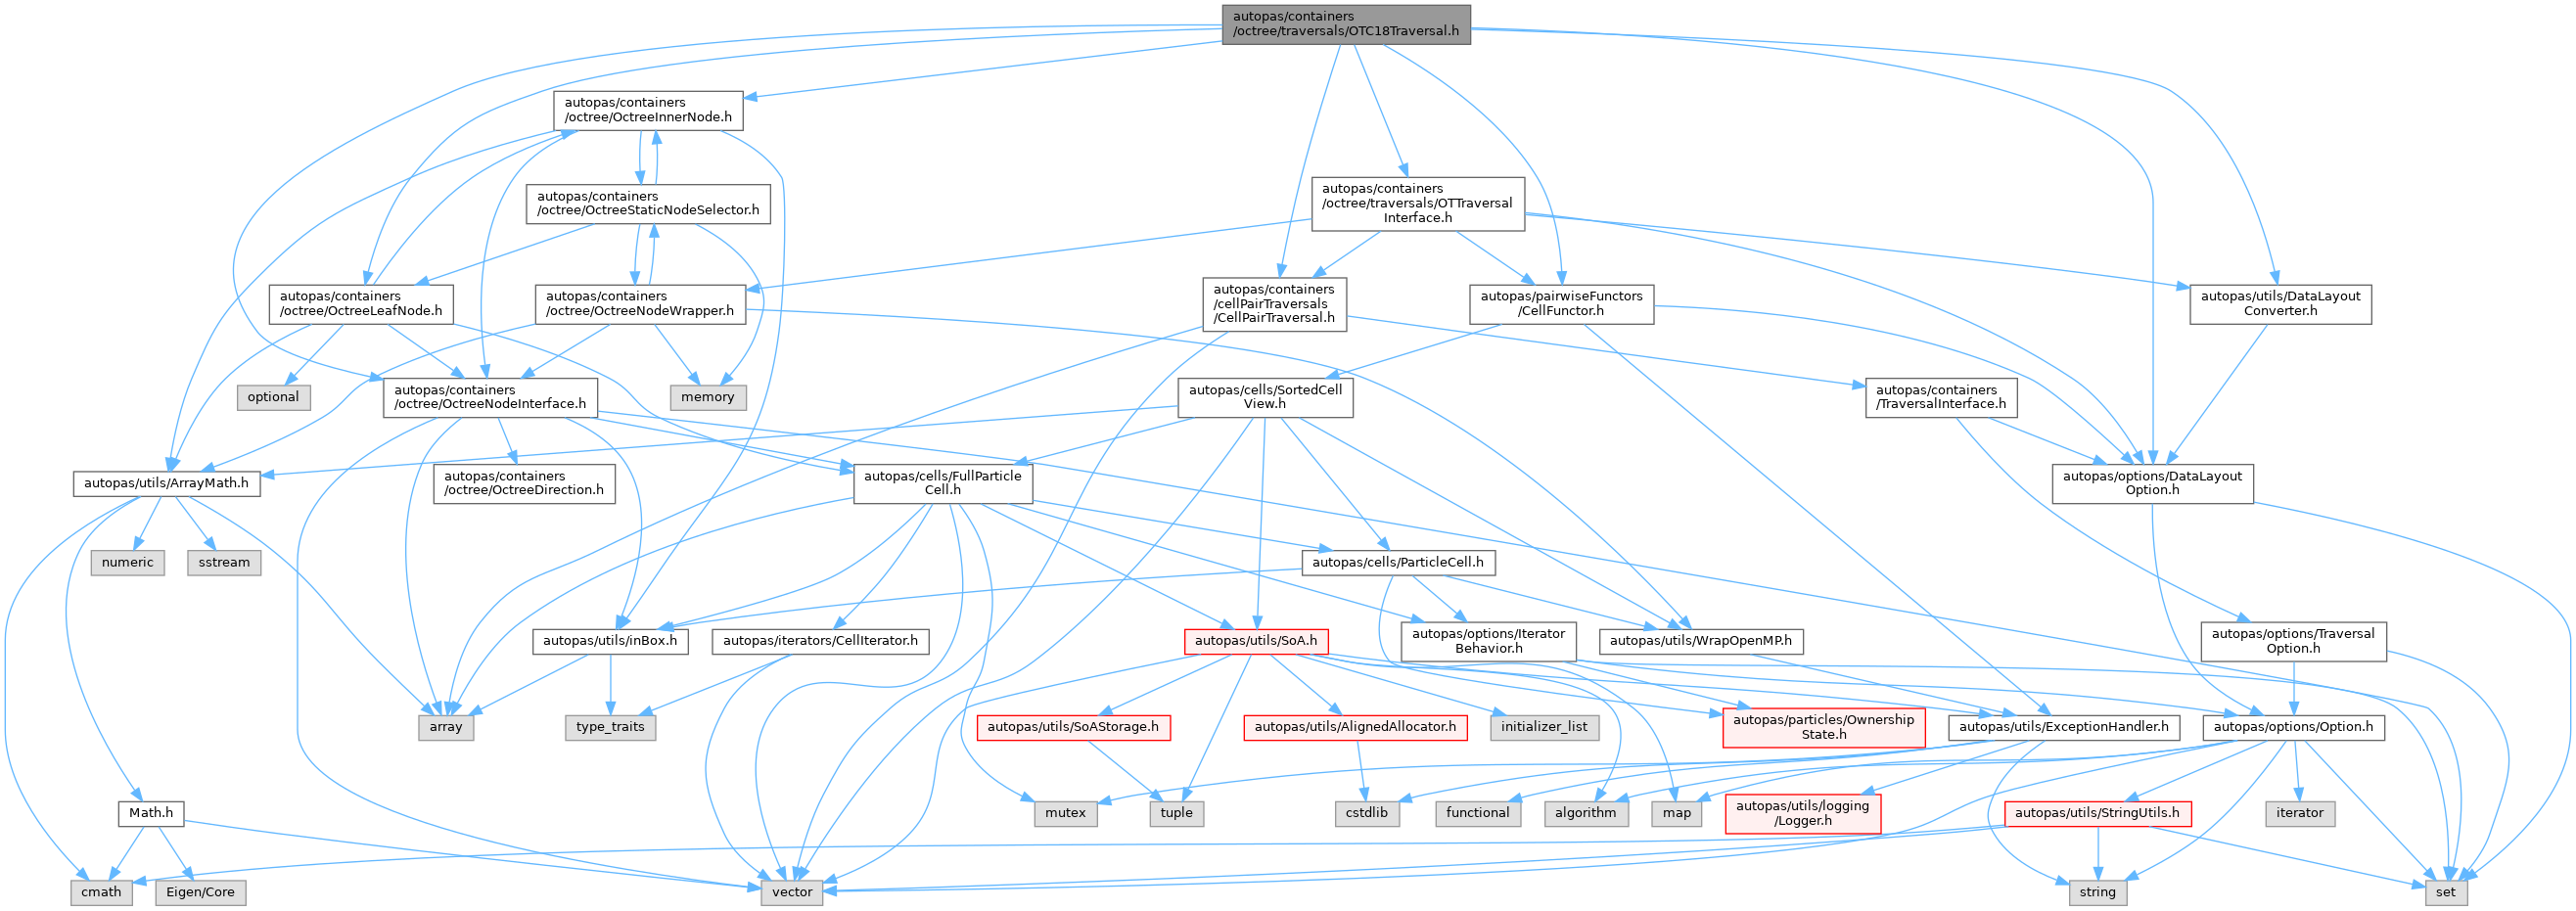 autopas/containers
/octree/traversals/OTC18Traversal.h
autopas/containers
/octree/OctreeInnerNode.h
autopas/containers
/octree/OctreeStaticNodeSelector.h
autopas/containers
/octree/traversals/OTTraversal
Interface.h
autopas/containers
/octree/OctreeLeafNode.h
autopas/containers
/octree/OctreeNodeWrapper.h
autopas/containers
/cellPairTraversals
/CellPairTraversal.h
autopas/pairwiseFunctors
/CellFunctor.h
autopas/utils/DataLayout
Converter.h
optional
autopas/containers
/octree/OctreeNodeInterface.h
memory
autopas/cells/SortedCell
View.h
autopas/containers
/TraversalInterface.h
autopas/utils/ArrayMath.h
autopas/containers
/octree/OctreeDirection.h
autopas/cells/FullParticle
Cell.h
autopas/options/DataLayout
Option.h
numeric
sstream
autopas/cells/ParticleCell.h
autopas/utils/inBox.h
autopas/iterators/CellIterator.h
autopas/utils/SoA.h
autopas/options/Iterator
Behavior.h
autopas/utils/WrapOpenMP.h
autopas/options/Traversal
Option.h
array
type_traits
autopas/utils/SoAStorage.h
autopas/utils/AlignedAllocator.h
initializer_list
autopas/particles/Ownership
State.h
autopas/utils/ExceptionHandler.h
autopas/options/Option.h
Math.h
mutex
tuple
cstdlib
functional
algorithm
map
autopas/utils/logging
/Logger.h
autopas/utils/StringUtils.h
iterator
cmath
Eigen/Core
vector
string
set